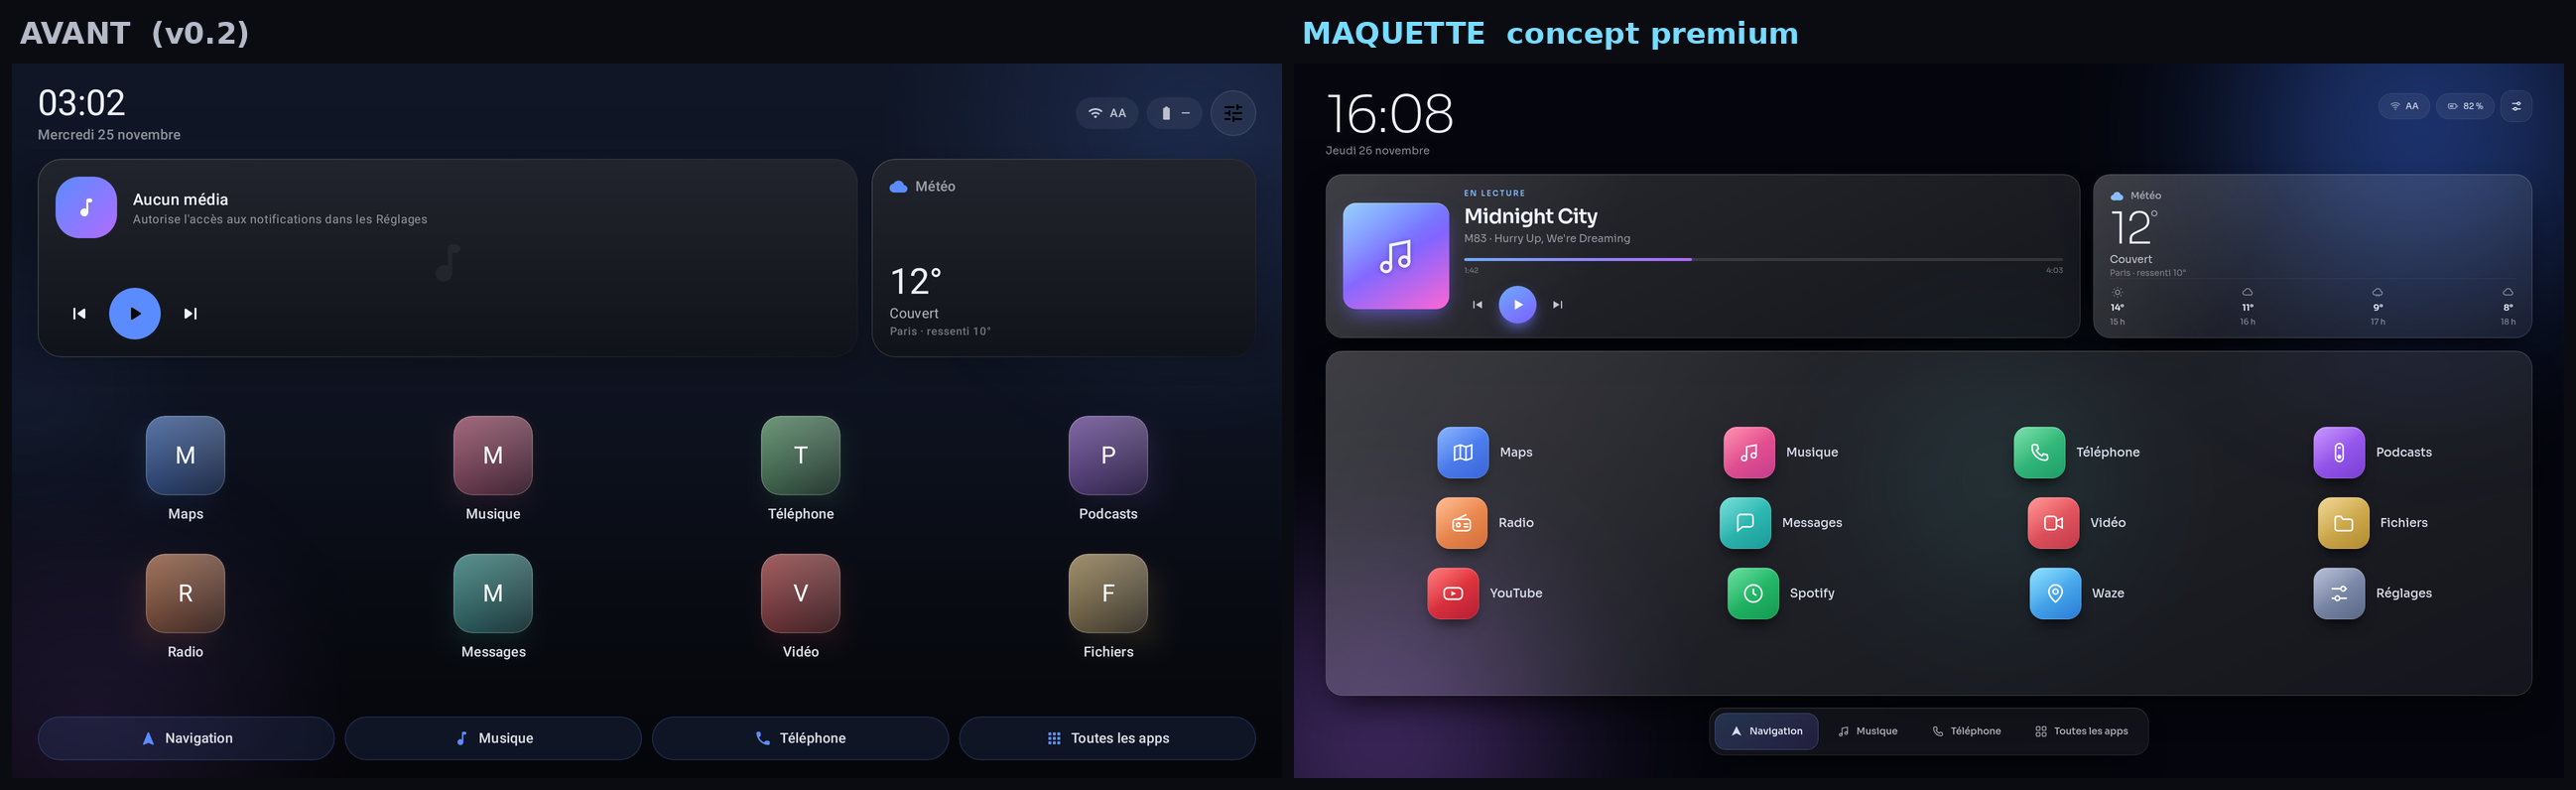 AVANT (v0.2)
03:02
Mercredi 25 novembre
AA
–
Aucun média
Autorise l'accès aux notifications dans les Réglages
Météo
12°
Couvert
Paris · ressenti 10°
M
M
T
P
Maps
Musique
Téléphone
Podcasts
R
M
V
F
Radio
Messages
Vidéo
Fichiers
Navigation
Musique
Téléphone
Toutes les apps
MAQUETTE concept premium
16:08
Jeudi 26 novembre
AA
82 %
EN LECTURE
Midnight City
M83 · Hurry Up, We're Dreaming
1:42
4:03
Météo
12°
Couvert
Paris · ressenti 10°
14°
11°
9°
8°
15 h
16 h
17 h
18 h
Maps
Musique
Téléphone
Podcasts
Radio
Messages
Vidéo
Fichiers
YouTube
Spotify
Waze
Réglages
Navigation
Musique
Téléphone
Toutes les apps